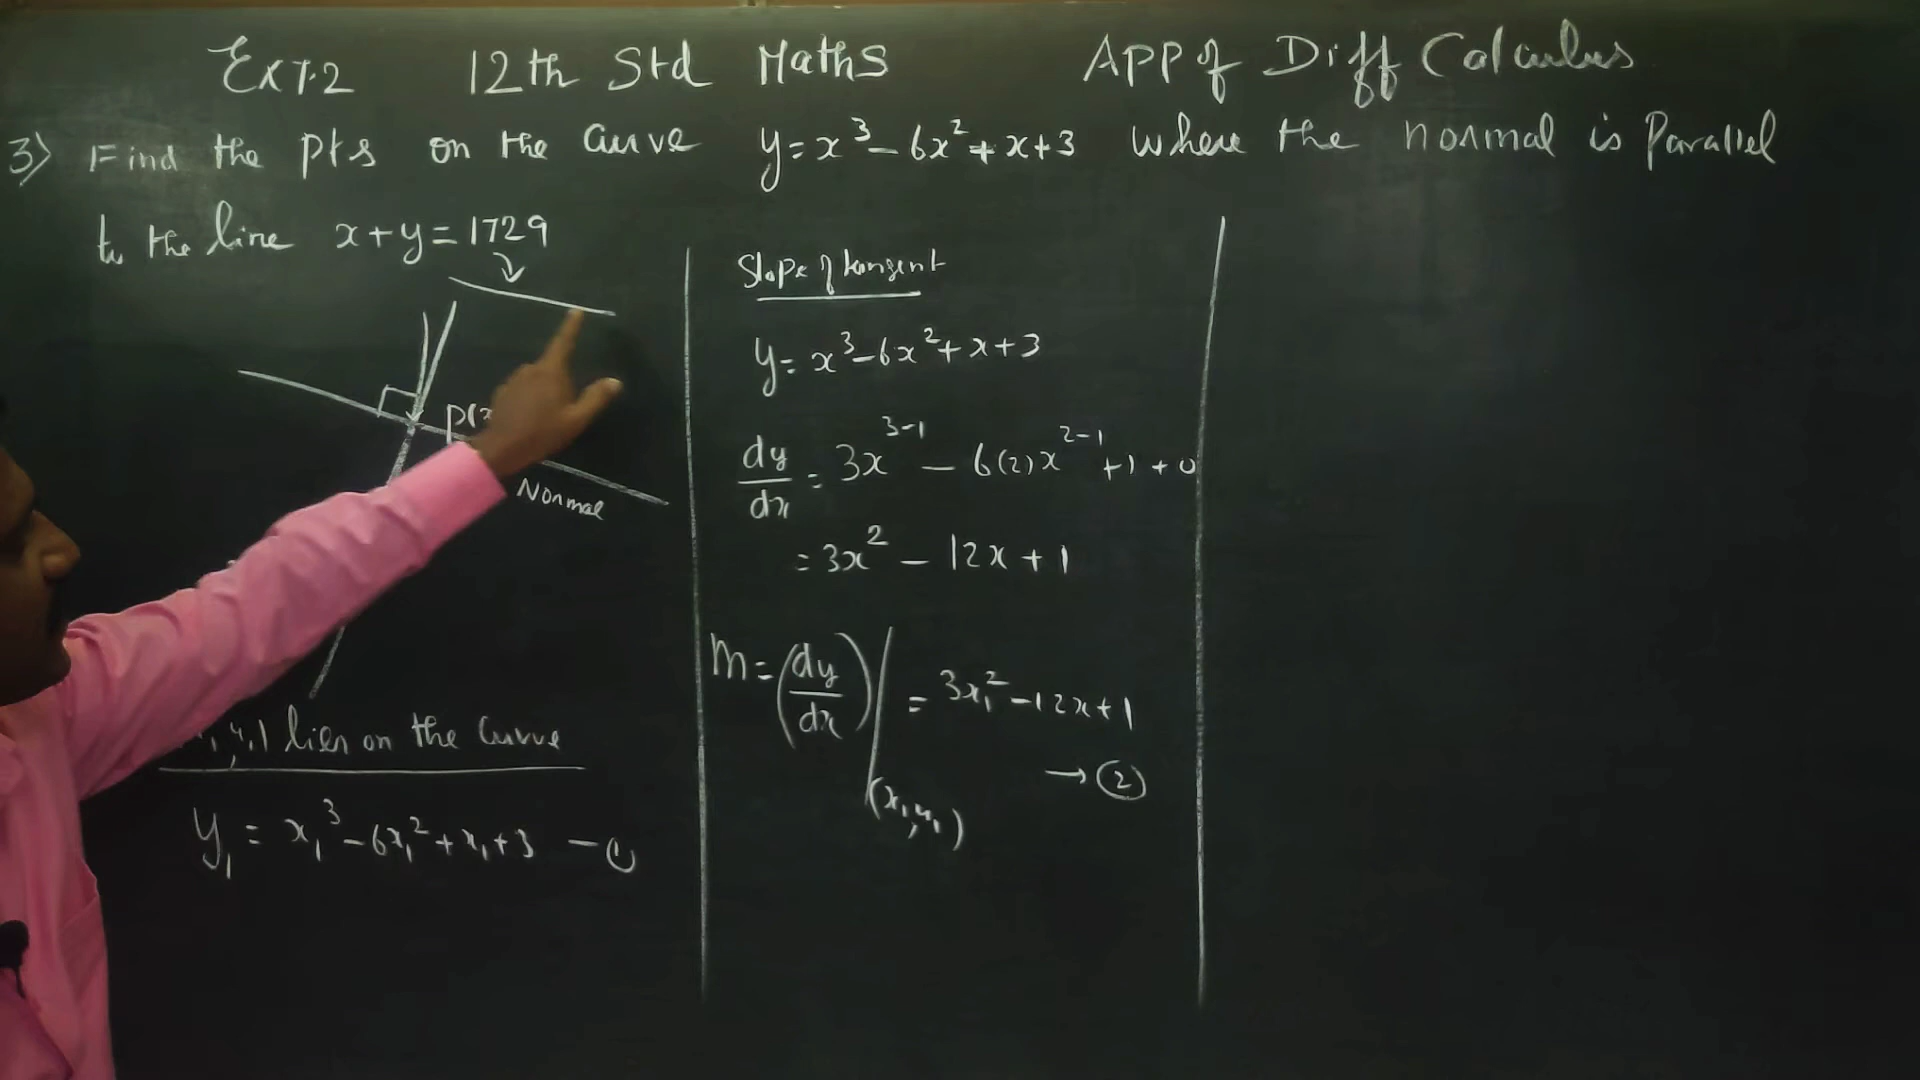 Ex 7.2 12th Std Maths APP of Diff Calculus
3) Find the pts on the curve y = x³ - 6x² + x + 3 where the normal is Parallel
to the line x + y = 1729
P(x
Normal
y₁) lies on the curve
y₁ = x₁³ - 6x₁² + x₁ + 3 — ①
Slope of tangent
y = x³ - 6x² + x + 3
dy/dx = 3x³⁻¹ - 6(2)x²⁻¹ + 1 + 0
= 3x² - 12x + 1
m = (dy/dx)| (x₁,y₁) = 3x₁² - 12x + 1
→ ②